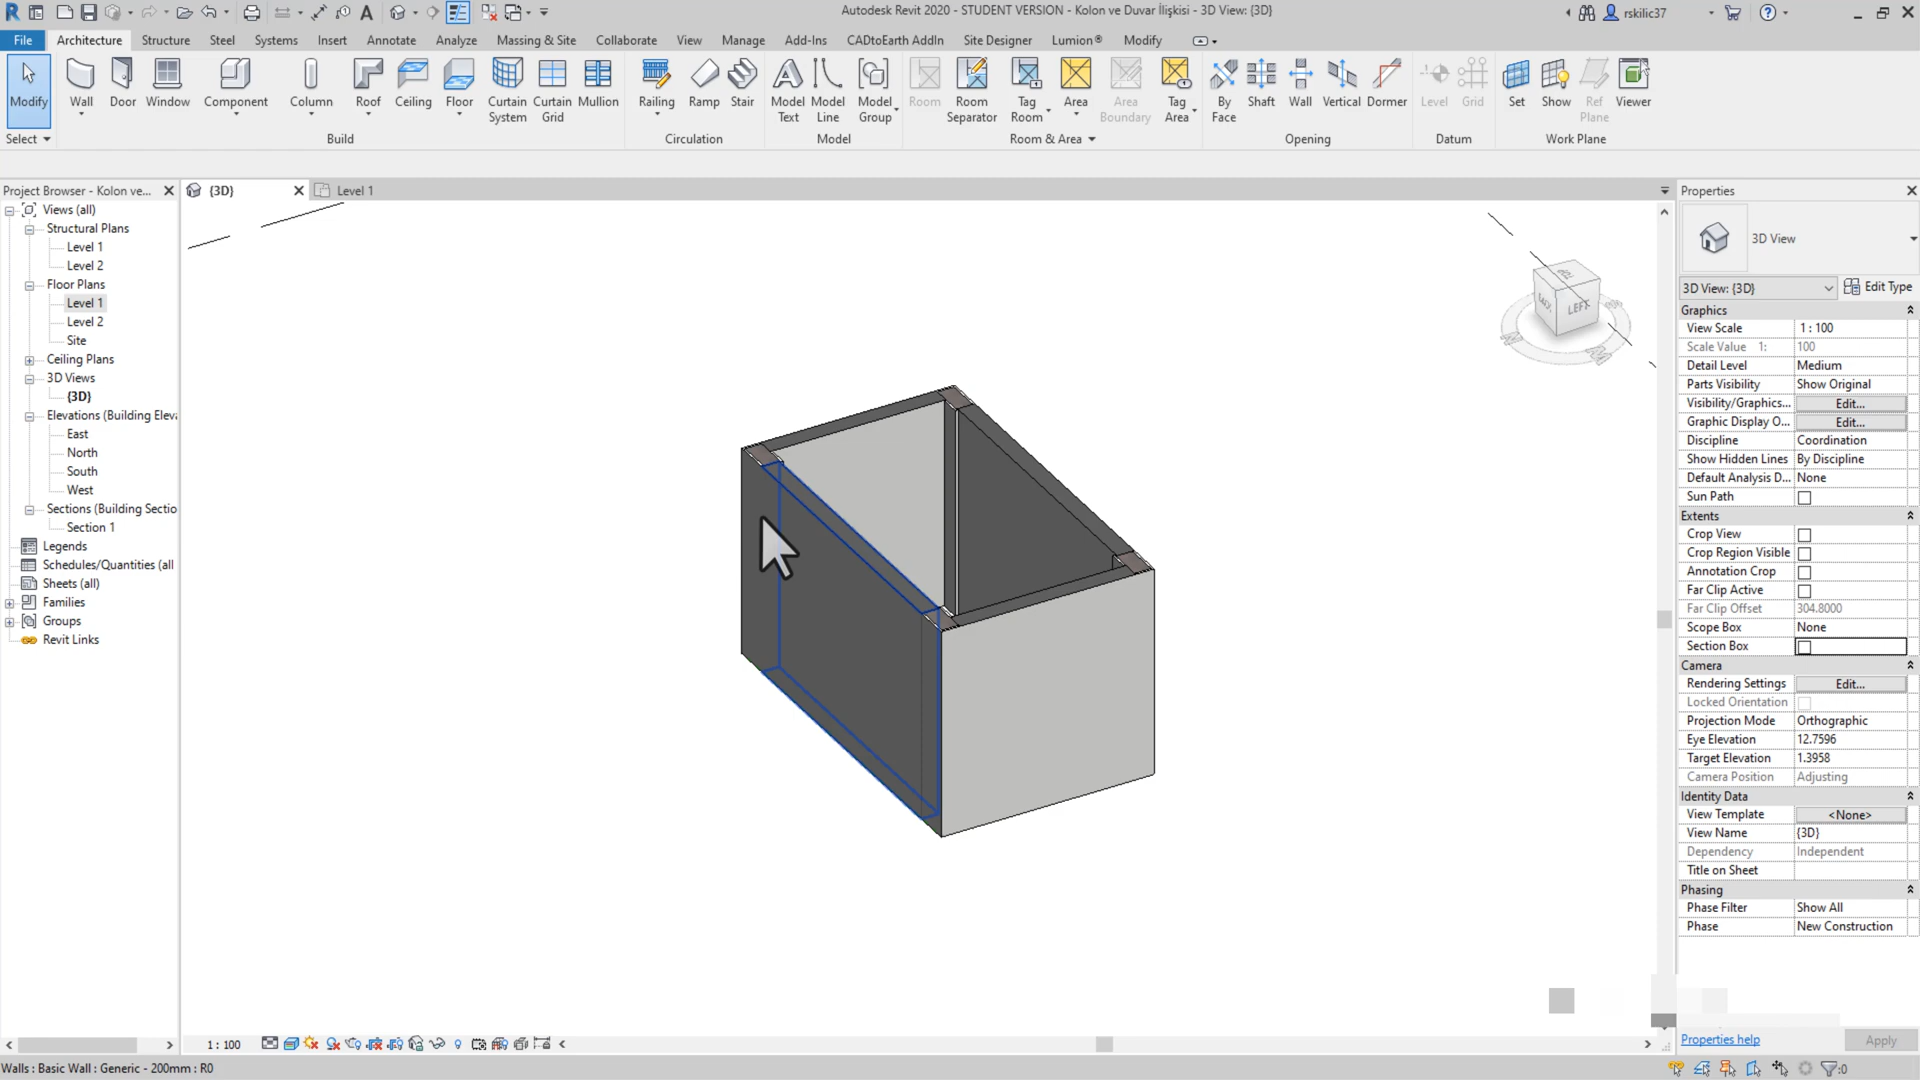 Autodesk Revit 2020 - STUDENT VERSION - Kolon ve Duvar İlişkisi - 3D View: {3D}
rskilic37
File Architecture Structure Steel Systems Insert Annotate Analyze Massing & Site Collaborate View Manage Add-Ins CADtoEarth AddIn Site Designer Lumion® Modify
Modify Wall Door Window Component Column Roof Ceiling Floor Curtain System Curtain Grid Mullion Railing Ramp Stair Model Text Model Line Model Group Room Room Separator Tag Room Area Area Boundary Tag Area By Face Shaft Wall Vertical Dormer Level Grid Set Show Ref Plane Viewer
Select Build Circulation Model Room & Area Opening Datum Work Plane
Project Browser - Kolon ve...
{3D}
Level 1
Views (all)
Structural Plans
Level 1
Level 2
Floor Plans
Level 1
Level 2
Site
Ceiling Plans
3D Views
{3D}
Elevations (Building Elev
East
North
South
West
Sections (Building Sectio
Section 1
Legends
Schedules/Quantities (all
Sheets (all)
Families
Groups
Revit Links
TOP
LEFT
Properties
3D View
3D View: {3D} Edit Type
Graphics
View Scale 1 : 100
Scale Value 1: 100
Detail Level Medium
Parts Visibility Show Original
Visibility/Graphics... Edit...
Graphic Display O... Edit...
Discipline Coordination
Show Hidden Lines By Discipline
Default Analysis D... None
Sun Path
Extents
Crop View
Crop Region Visible
Annotation Crop
Far Clip Active
Far Clip Offset 304.8000
Scope Box None
Section Box
Camera
Rendering Settings Edit...
Locked Orientation
Projection Mode Orthographic
Eye Elevation 12.7596
Target Elevation 1.3958
Camera Position Adjusting
Identity Data
View Template <None>
View Name {3D}
Dependency Independent
Title on Sheet
Phasing
Phase Filter Show All
Phase New Construction
Properties help Apply
1 : 100
Walls : Basic Wall : Generic - 200mm : R0
:0